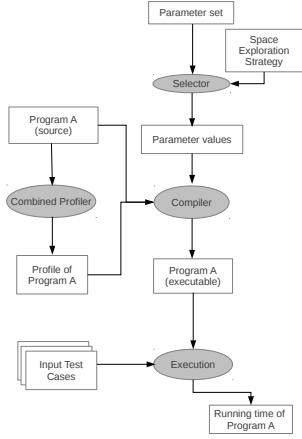 Parameter set
Space
Exploration
Strategy
Selector
Program A
(source)
Parameter values
Combined Profiler
Compiler
Profile of
Program A
Program A
(executable)
Input Test
Cases
Execution
Running time of
Program A